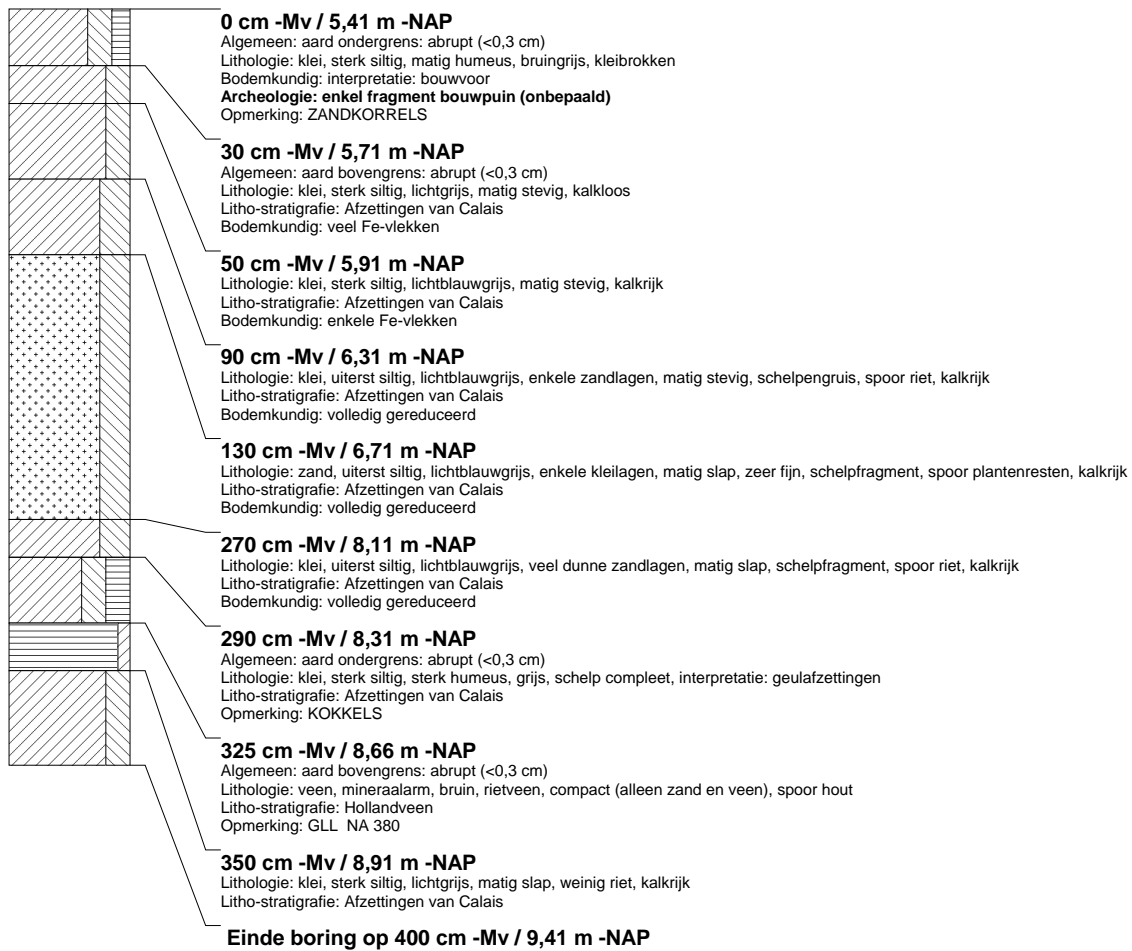 0 cm -Mv / 5,41 m -NAP
Algemeen: aard ondergrens: abrupt (<0,3 cm)
Lithologie: klei, sterk siltig, matig humeus, bruingrijs, kleibrokken
Bodemkundig: interpretatie: bouwvoor
Archeologie: enkel fragment bouwpuin (onbepaald)
Opmerking: ZANDKORRELS
30 cm -Mv / 5,71 m -NAP
Algemeen: aard bovengrens: abrupt (<0,3 cm)
Lithologie: klei, sterk siltig, lichtgrijs, matig stevig, kalkloos
Litho-stratigrafie: Afzettingen van Calais
Bodemkundig: veel Fe-vlekken
50 cm -Mv / 5,91 m -NAP
Lithologie: klei, sterk siltig, lichtblauwgrijs, matig stevig, kalkrijk
Litho-stratigrafie: Afzettingen van Calais
Bodemkundig: enkele Fe-vlekken
90 cm -Mv / 6,31 m -NAP
Lithologie: klei, uiterst siltig, lichtblauwgrijs, enkele zandlagen, matig stevig, schelpengruis, spoor riet, kalkrijk
Litho-stratigrafie: Afzettingen van Calais
Bodemkundig: volledig gereduceerd
130 cm -Mv / 6,71 m -NAP
Lithologie: zand, uiterst siltig, lichtblauwgrijs, enkele kleilagen, matig slap, zeer fijn, schelpfragment, spoor plantenresten, kalkrijk
Litho-stratigrafie: Afzettingen van Calais
Bodemkundig: volledig gereduceerd
270 cm -Mv / 8,11 m -NAP
Lithologie: klei, uiterst siltig, lichtblauwgrijs, veel dunne zandlagen, matig slap, schelpfragment, spoor riet, kalkrijk
Litho-stratigrafie: Afzettingen van Calais
Bodemkundig: volledig gereduceerd
290 cm -Mv / 8,31 m -NAP
Algemeen: aard ondergrens: abrupt (<0,3 cm)
Lithologie: klei, sterk siltig, sterk humeus, grijs, schelp compleet, interpretatie: geulafzettingen
Litho-stratigrafie: Afzettingen van Calais
Opmerking: KOKKELS
325 cm -Mv / 8,66 m -NAP
Algemeen: aard bovengrens: abrupt (<0,3 cm)
Lithologie: veen, mineraalarm, bruin, rietveen, compact (alleen zand en veen), spoor hout
Litho-stratigrafie: Hollandveen
Opmerking: GLL NA 380
350 cm -Mv / 8,91 m -NAP
Lithologie: klei, sterk siltig, lichtgrijs, matig slap, weinig riet, kalkrijk
Litho-stratigrafie: Afzettingen van Calais
Einde boring op 400 cm -Mv / 9,41 m -NAP